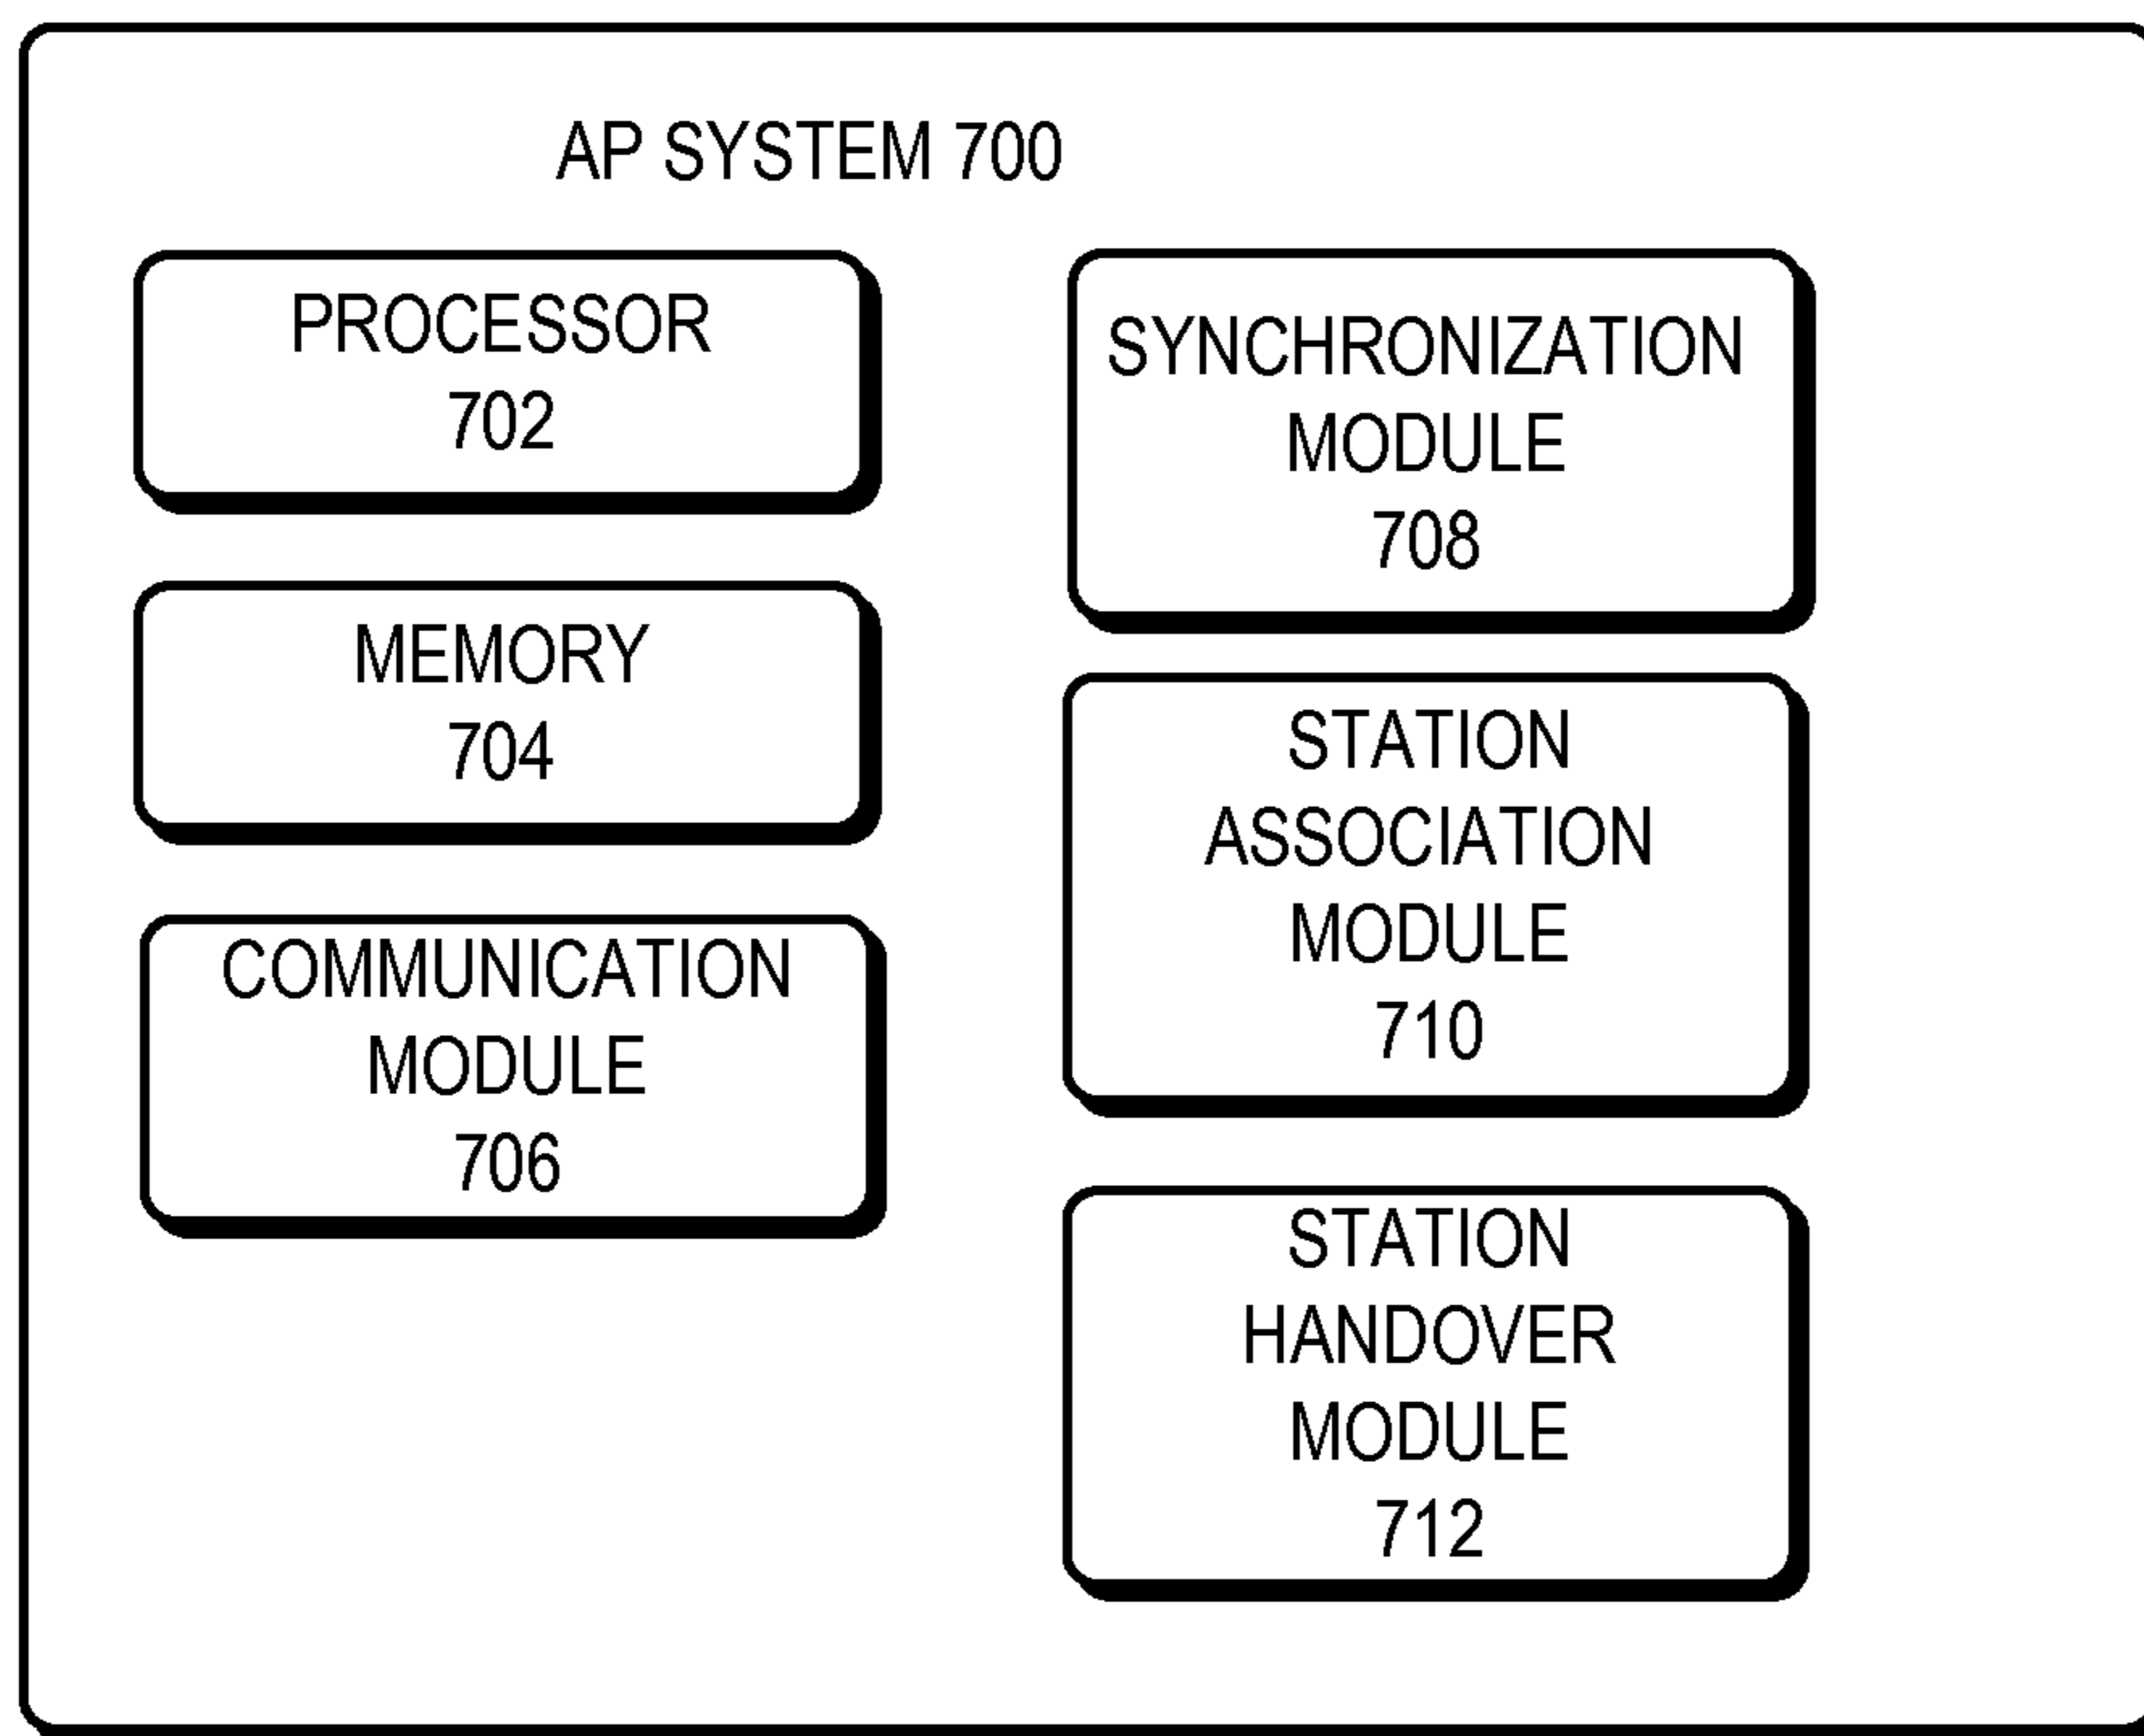 AP SYSTEM 700
PROCESSOR
702
MEMORY
704
COMMUNICATION
MODULE
706
SYNCHRONIZATION
MODULE
708
STATION
ASSOCIATION
MODULE
710
STATION
HANDOVER
MODULE
712